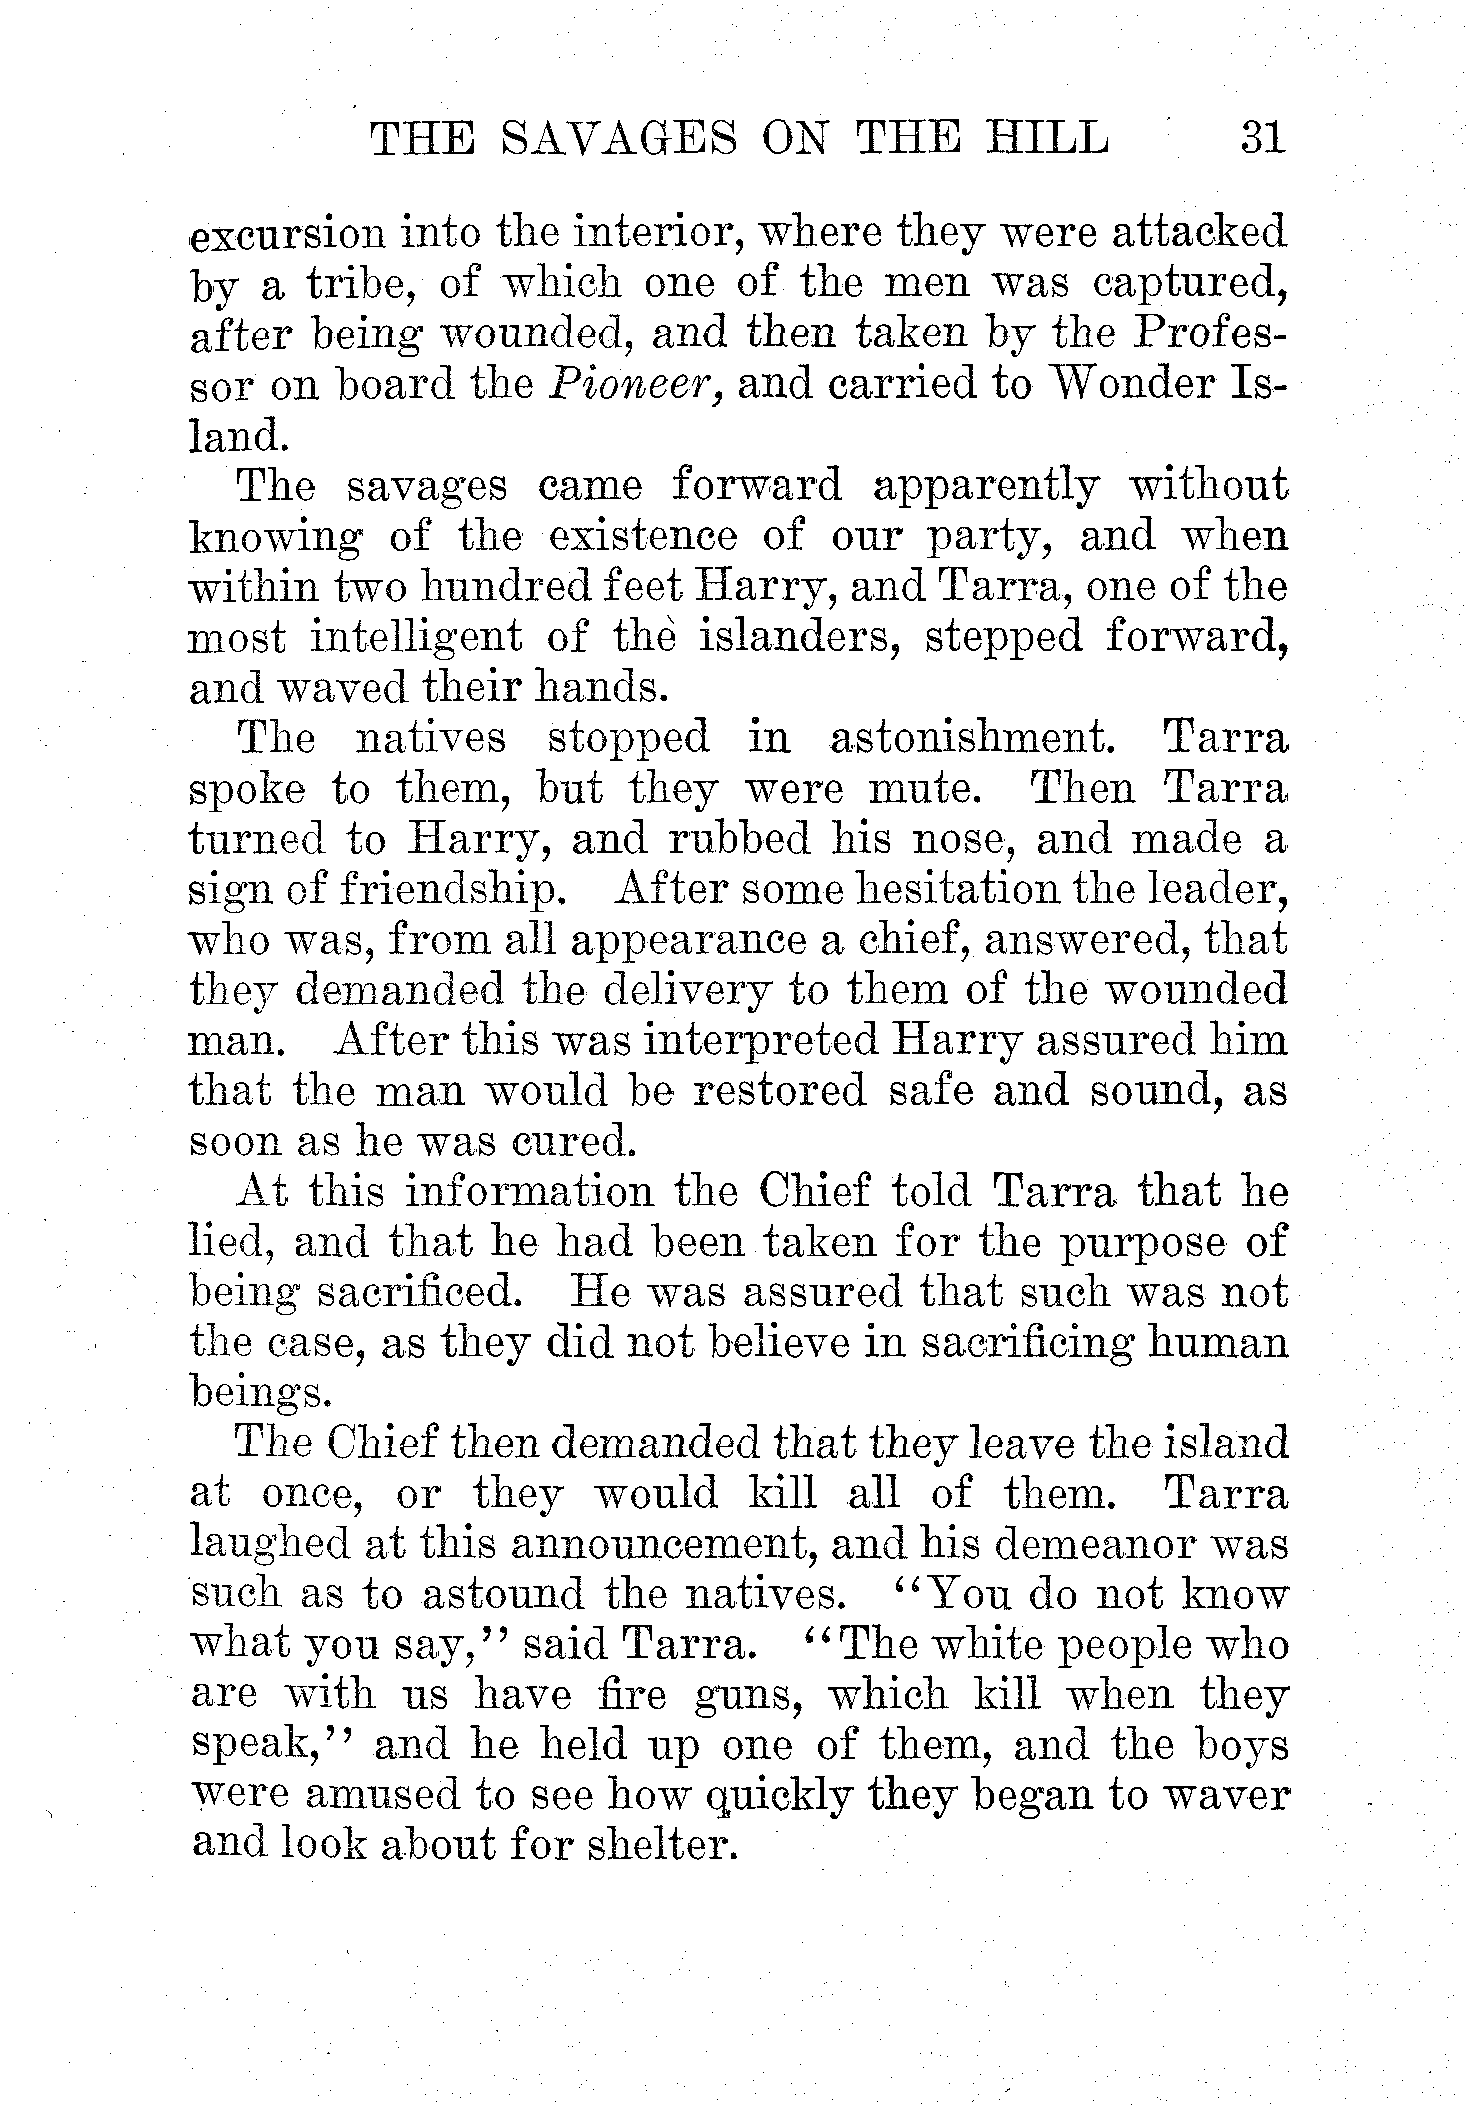 THE SAVAGES ON THE HILL 31
excursion into the interior, where they were attacked
by a tribe, of which one of the men was captured,
after being wounded, and then taken by the Profes-
sor on board the Pioneer, and carried to Wonder Is-
land.
The savages came forward apparently without
knowing of the existence of our party, and when
within two hundred feet Harry, and Tarra, one of the
most intelligent of the islanders, stepped forward,
and waved their hands.
The natives stopped in astonishment. Tarra
spoke to them, but they were mute. Then Tarra
turned to Harry, and rubbed his nose, and made a
sign of friendship. After some hesitation the leader,
who was, from all appearance a chief, answered, that
they demanded the delivery to them of the wounded
man. After this was interpreted Harry assured him
that the man would be restored safe and sound, as
soon as he was cured.
At this information the Chief told Tarra that he
lied, and that he had been taken for the purpose of
being sacrificed. He was assured that such was not
the case, as they did not believe in sacrificing human
beings.
The Chief then demanded that they leave the island
at once, or they would kill all of them. Tarra
laughed at this announcement, and his demeanor was
such as to astound the natives. "You do not know
what you say," said Tarra. "The white people who
are with us have fire guns, which kill when they
speak," and he held up one of them, and the boys
were amused to see how quickly they began to waver
and look about for shelter.